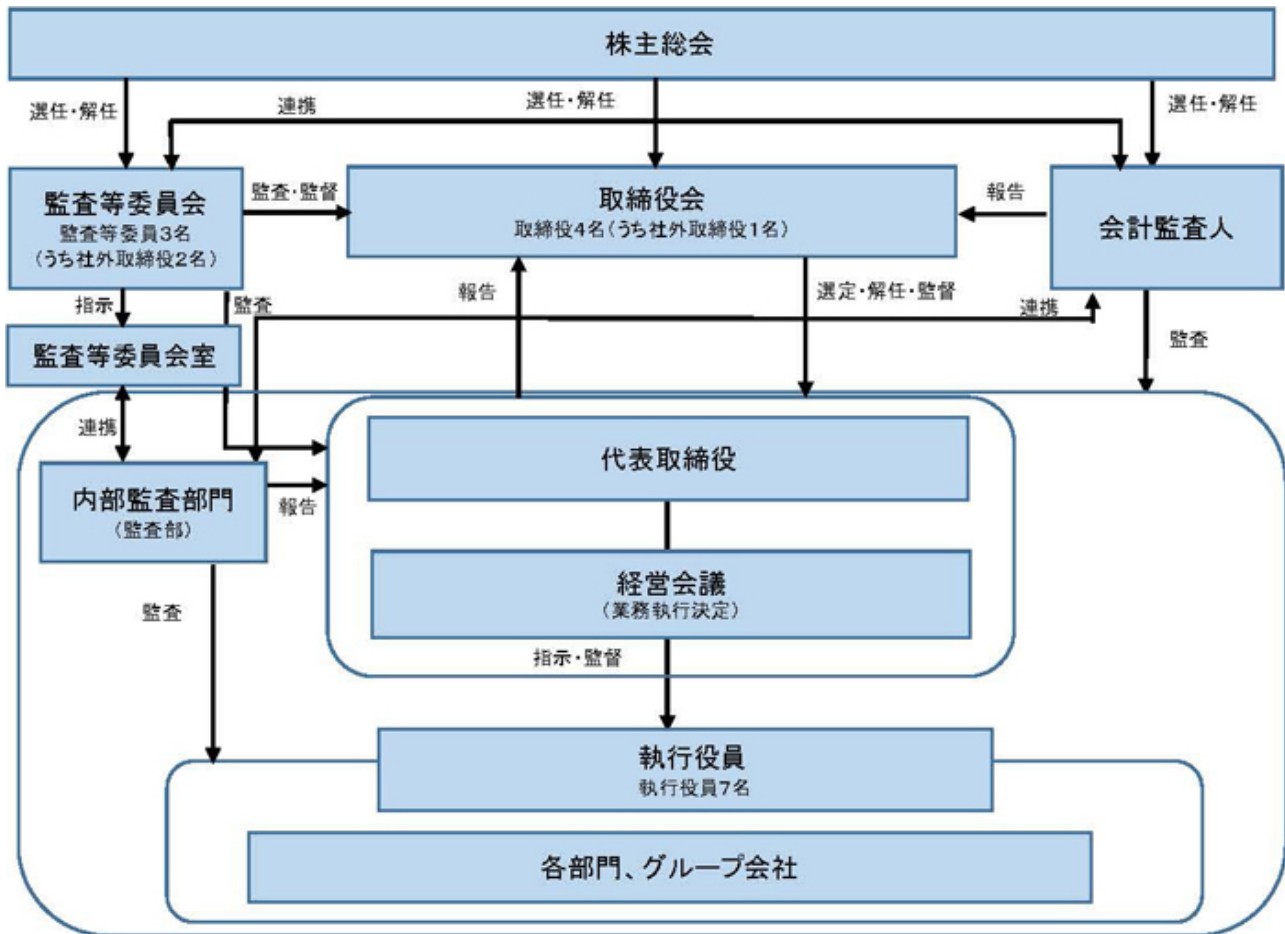 株主総会
選任・解任
連携
選任・解任
選任・解任
監査等委員会
監査等委員3名
(うち社外取締役2名)
監査・監督
取締役会
取締役4名(うち社外取締役1名)
報告
会計監査人
指示
監査
報告
選定・解任・監督
連携
監査
監査等委員会室
連携
代表取締役
内部監査部門
(監査部)
報告
経営会議
(業務執行決定)
監査
指示・監督
執行役員
執行役員7名
各部門、グループ会社